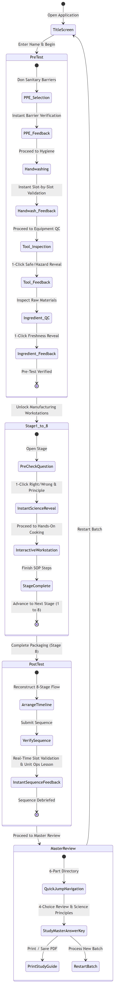 Open Application
TitleScreen
Enter Name & Begin
PreTest
Don Sanitary Barriers
PPE_Selection
Instant Barrier Verification
PPE_Feedback
Proceed to Hygiene
Handwashing
Instant Slot-by-Slot
Validation
Handwash_Feedback
Proceed to Equipment QC
Tool_Inspection
1-Click Safe/Hazard Reveal
Tool_Feedback
Inspect Raw Materials
Ingredient_QC
1-Click Freshness Reveal
Ingredient_Feedback
Pre-Test Verified
Unlock Manufacturing
Workstations
Stage1_to_8
Open Stage
PreCheckQuestion
1-Click Right/Wrong &
Principle
InstantScienceReveal
Proceed to Hands-On
Cooking
Restart Batch
InteractiveWorkstation
Finish SOP Steps
StageComplete
Advance to Next Stage (1
to 8)
Complete Packaging (Stage
8)
PostTest
Reconstruct 8-Stage Flow
ArrangeTimeline
Submit Sequence
VerifySequence
Real-Time Slot Validation
& Unit Ops Lesson
InstantSequenceFeedback
Sequence Debriefed
Proceed to Master Review
MasterReview
6-Part Directory
QuickJumpNavigation
4-Choice Review & Science
Principles
StudyMasterAnswerKey
Print / Save PDF
Process New Batch
PrintStudyGuide
RestartBatch